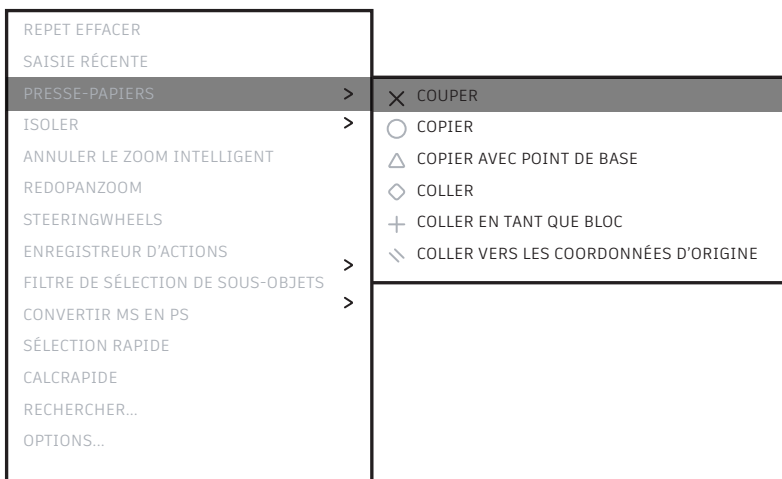 REPET EFFACER
SAISIE RÉCENTE
PRESSE-PAPIERS >
ISOLER >
ANNULER LE ZOOM INTELLIGENT
REDOPANZOOM
STEERINGWHEELS
ENREGISTREUR D'ACTIONS >
FILTRE DE SÉLECTION DE SOUS-OBJETS >
CONVERTIR MS EN PS
SÉLECTION RAPIDE
CALCRAPIDE
RECHERCHER...
OPTIONS...
COUPER
COPIER
COPIER AVEC POINT DE BASE
COLLER
COLLER EN TANT QUE BLOC
COLLER VERS LES COORDONNÉES D'ORIGINE